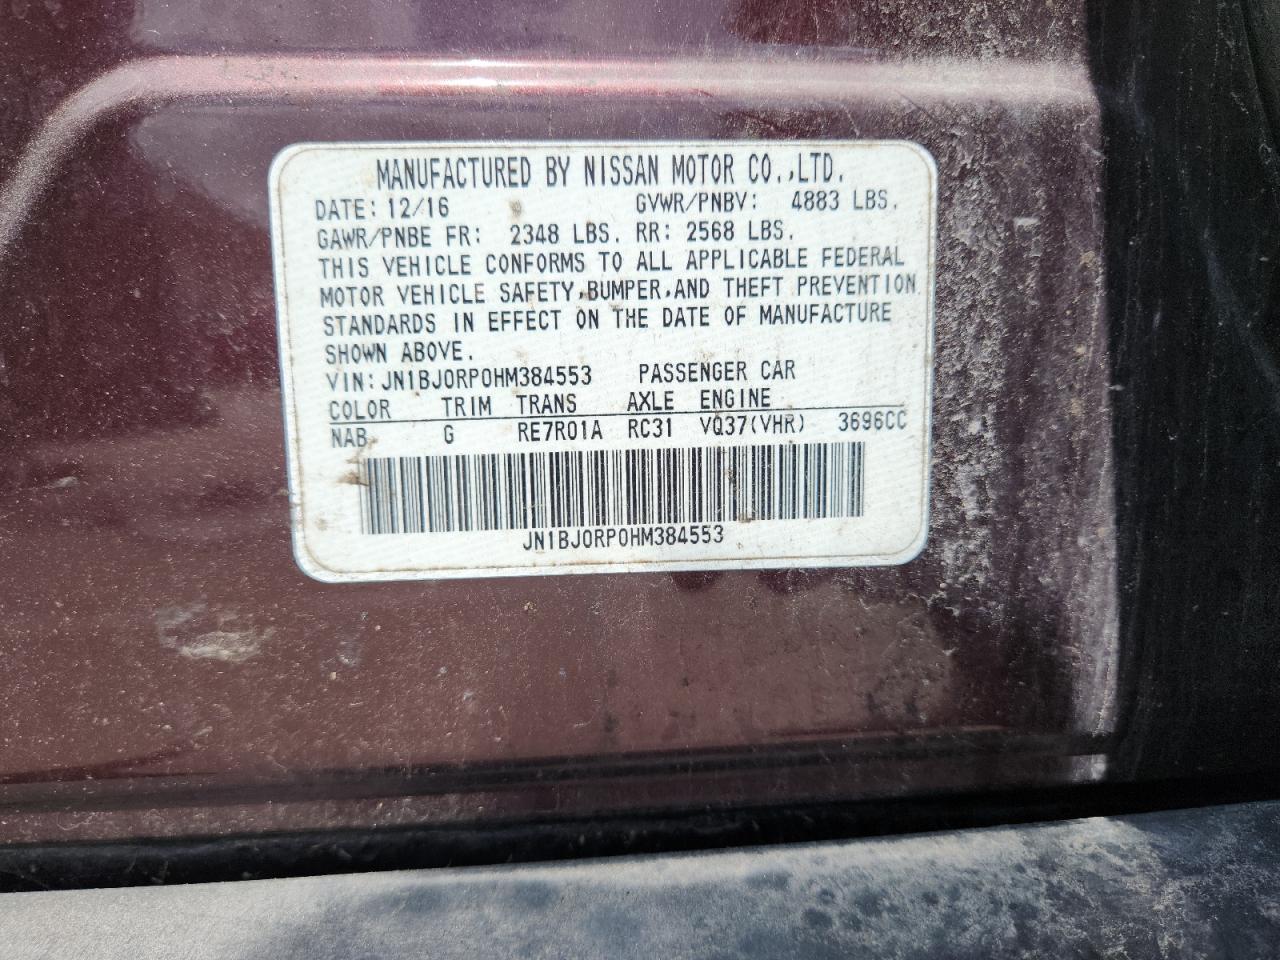 MANUFACTURED BY NISSAN MOTOR CO.,LTD.
DATE: 12/16 GVWR/PNBV: 4883 LBS.
GAWR/PNBE FR: 2348 LBS. RR: 2568 LBS.
THIS VEHICLE CONFORMS TO ALL APPLICABLE FEDERAL
MOTOR VEHICLE SAFETY,BUMPER,AND THEFT PREVENTION
STANDARDS IN EFFECT ON THE DATE OF MANUFACTURE
SHOWN ABOVE.
VIN: JN1BJ0RP0HM384553 PASSENGER CAR
COLOR TRIM TRANS AXLE ENGINE
NAB G RE7R01A RC31 VQ37(VHR) 3696CC
JN1BJ0RP0HM384553